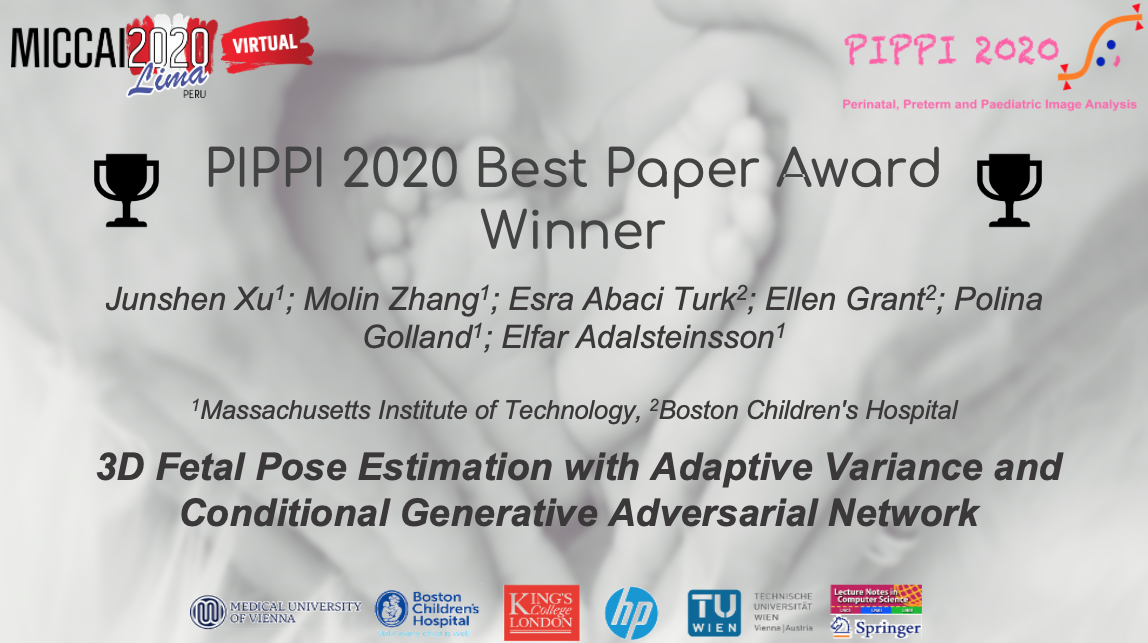 MICCAI2020 VIRTUAL
Lima
PERU
PIPPI 2020
Perinatal, Preterm and Paediatric Image Analysis
PIPPI 2020 Best Paper Award
Winner
Junshen Xu¹; Molin Zhang¹; Esra Abaci Turk²; Ellen Grant²; Polina
Golland¹; Elfar Adalsteinsson¹
¹Massachusetts Institute of Technology, ²Boston Children's Hospital
3D Fetal Pose Estimation with Adaptive Variance and
Conditional Generative Adversarial Network
MEDICAL UNIVERSITY
OF VIENNA
Boston
Children's
Hospital
KING'S
College
LONDON
hp
TU
WIEN
TECHNISCHE
UNIVERSITÄT
WIEN
Vienna | Austria
Lecture Notes in
Computer Science
Springer